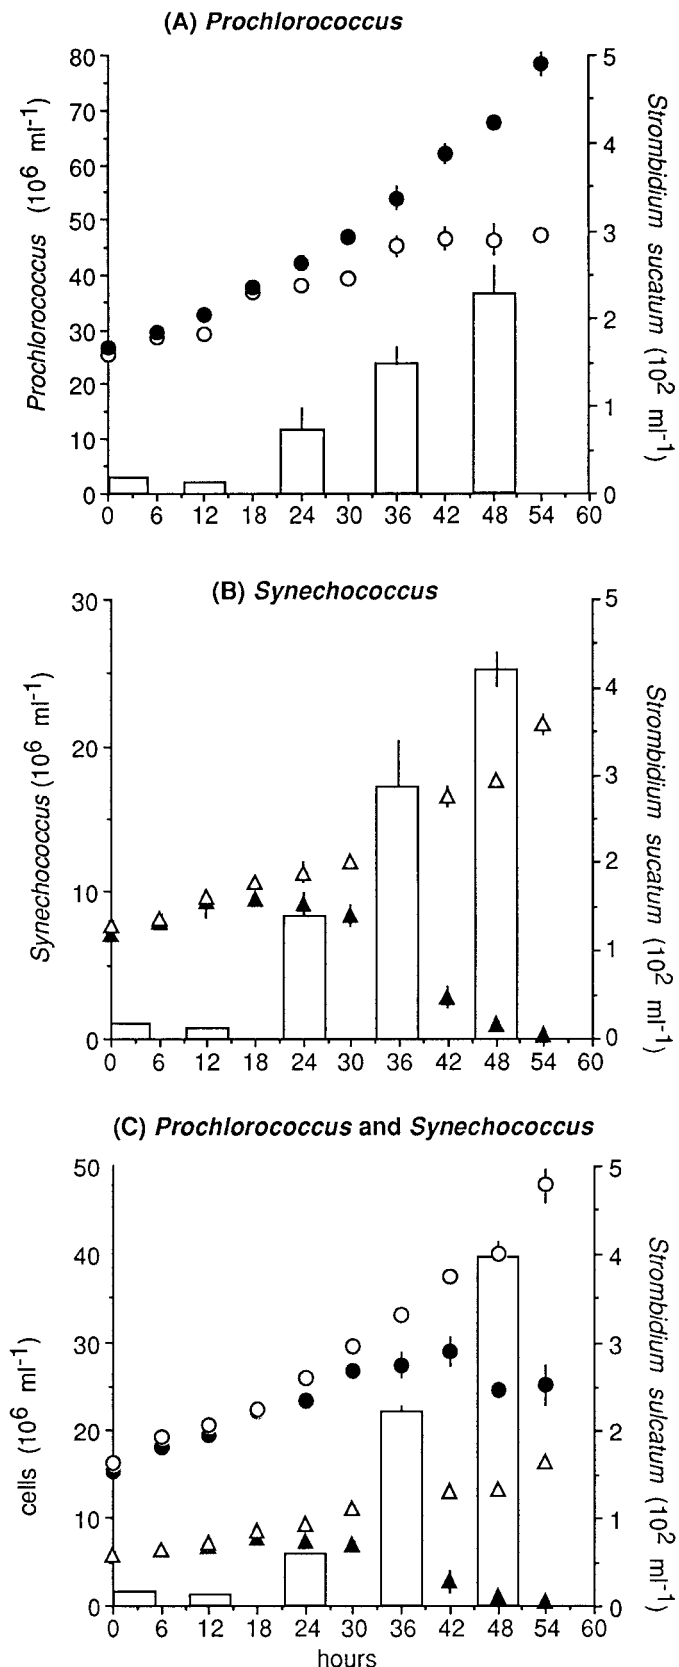 (A) Prochlorococcus
80
70
60
50
40
30
20
10
0
Prochlorococcus (10⁶ ml⁻¹)
5
4
3
2
1
0
Strombidium sucatum (10² ml⁻¹)
0 6 12 18 24 30 36 42 48 54 60
(B) Synechococcus
30
20
10
0
Synechococcus (10⁶ ml⁻¹)
5
4
3
2
1
0
Strombidium sucatum (10² ml⁻¹)
0 6 12 18 24 30 36 42 48 54 60
(C) Prochlorococcus and Synechococcus
50
40
30
20
10
0
cells (10⁶ ml⁻¹)
5
4
3
2
1
0
Strombidium sulcatum (10² ml⁻¹)
0 6 12 18 24 30 36 42 48 54 60
hours